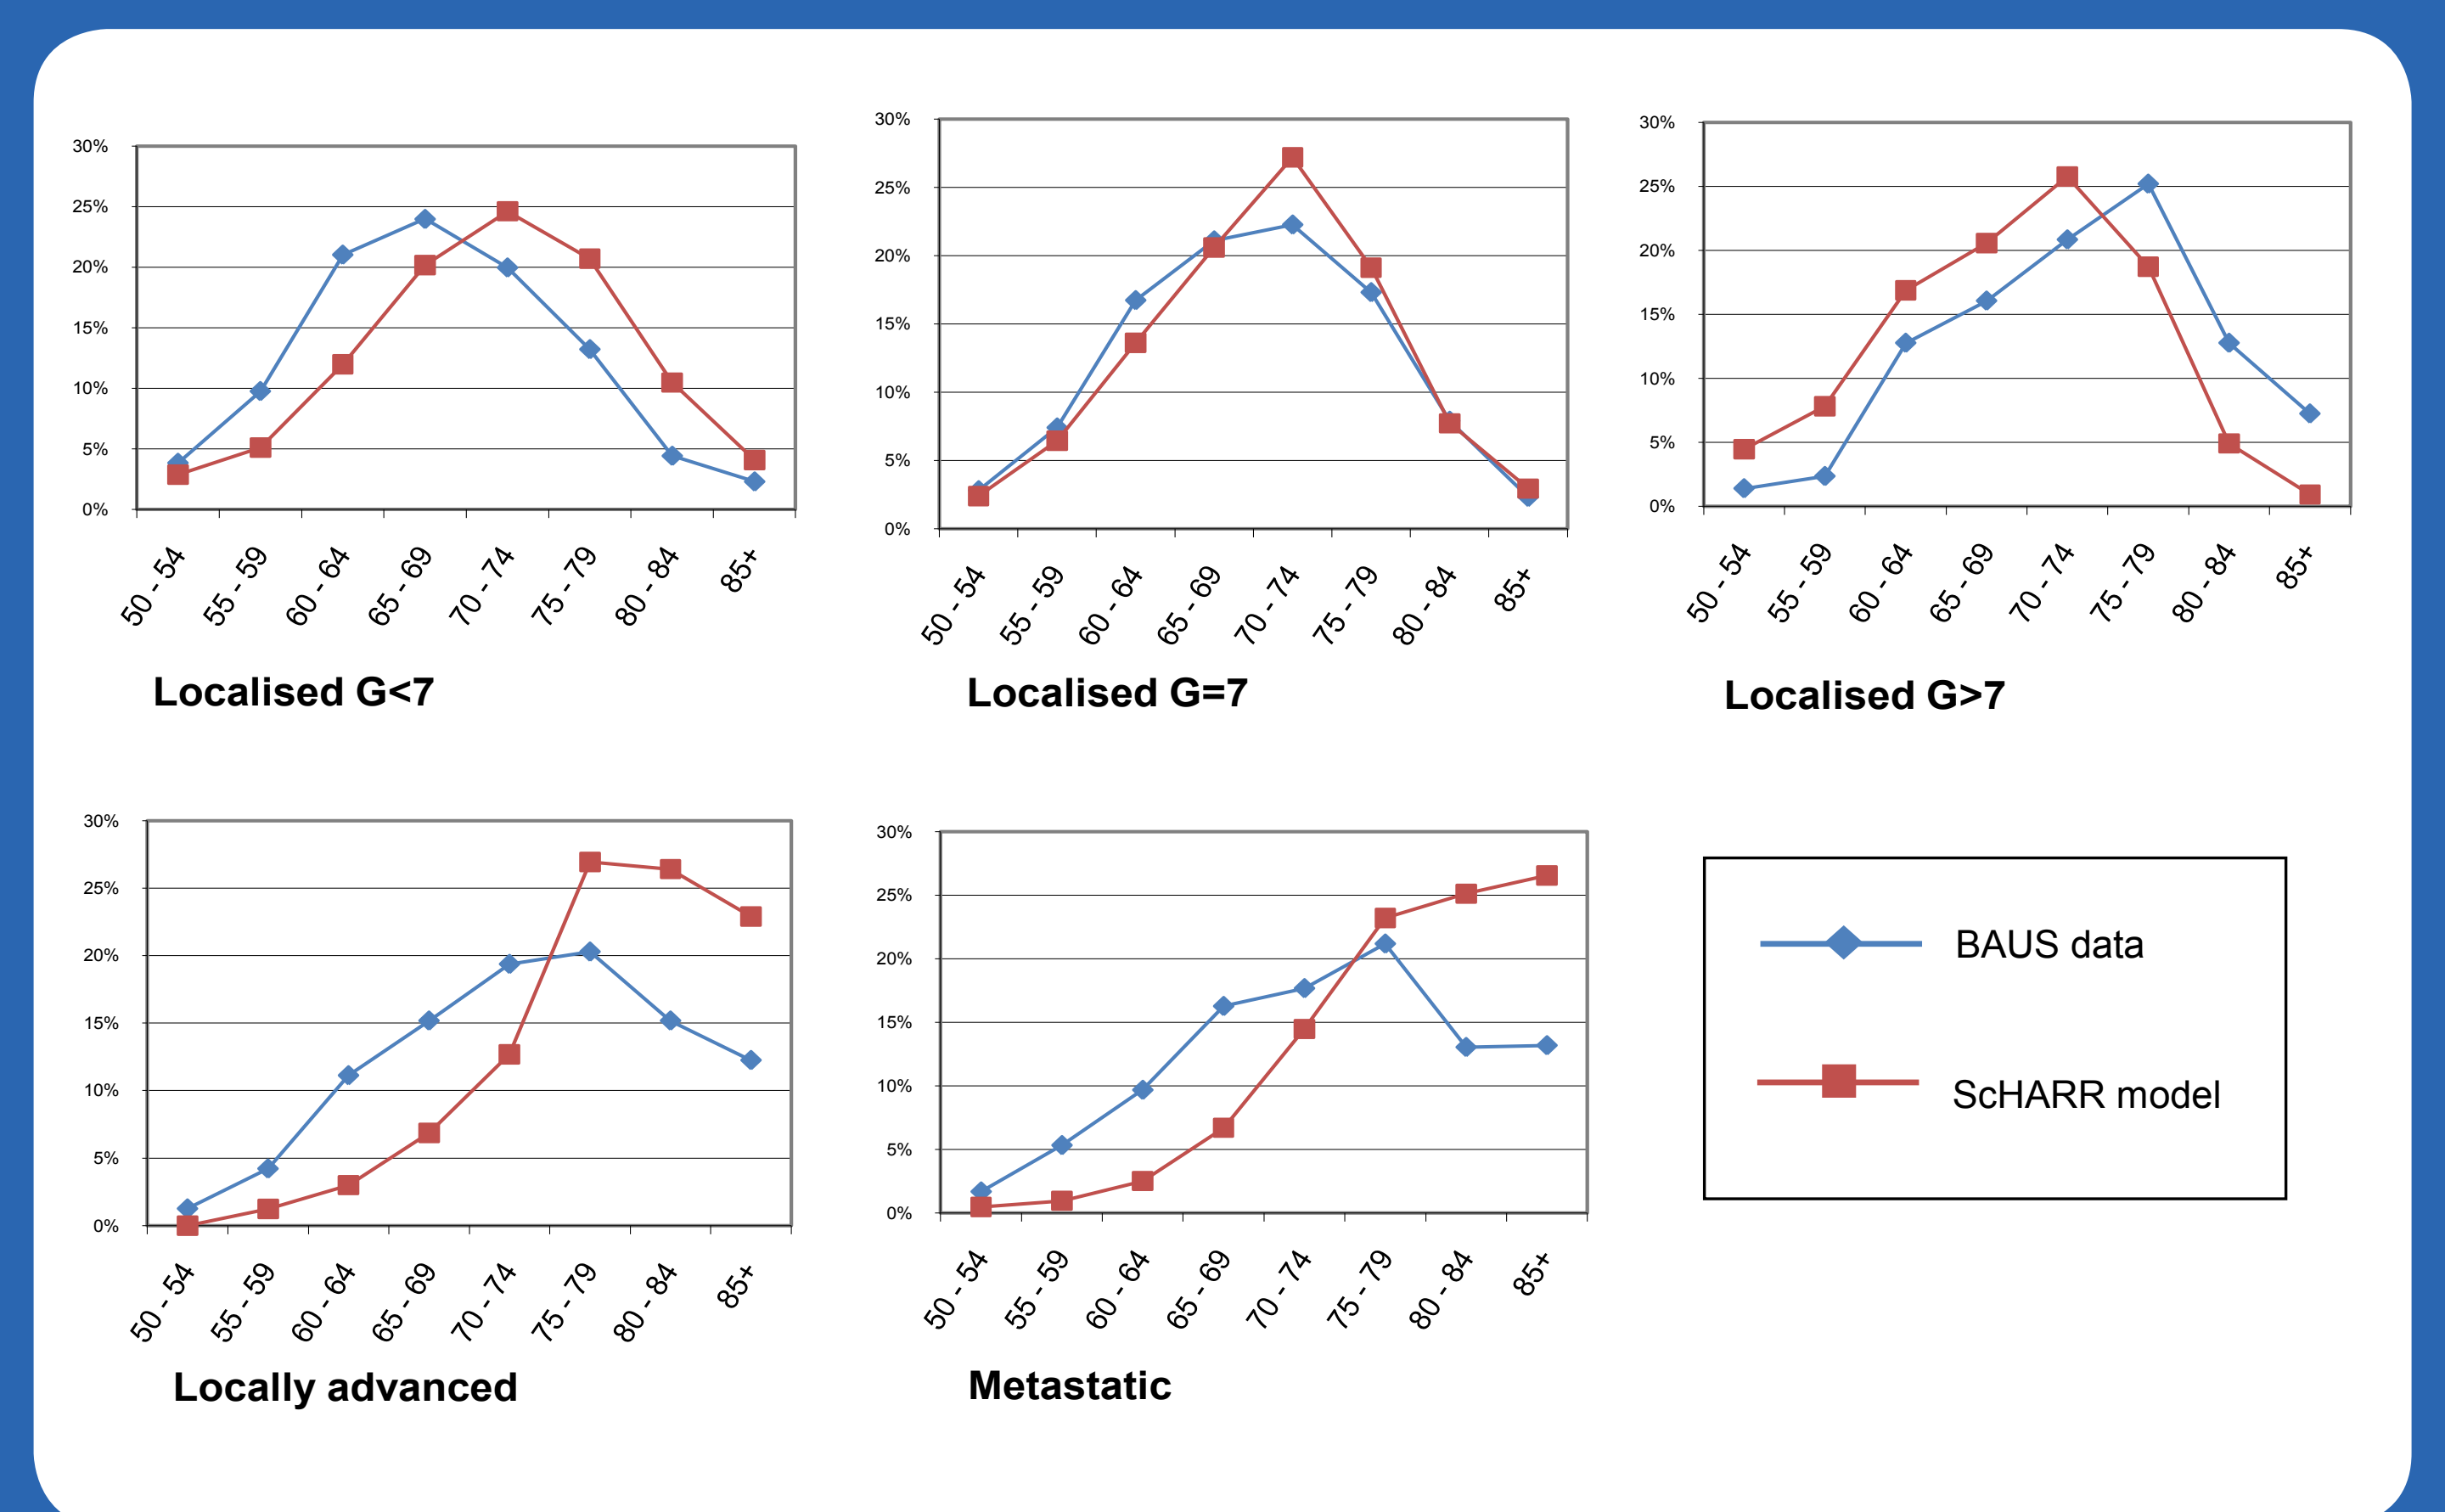 30%
25%
20%
15%
10%
5%
0%
50 - 54
55 - 59
60 - 64
65 - 69
70 - 74
75 - 79
80 - 84
85+
Localised G<7
30%
25%
20%
15%
10%
5%
0%
50 - 54
55 - 59
60 - 64
65 - 69
70 - 74
75 - 79
80 - 84
85+
Localised G=7
30%
25%
20%
15%
10%
5%
0%
50 - 54
55 - 59
60 - 64
65 - 69
70 - 74
75 - 79
80 - 84
85+
Localised G>7
30%
25%
20%
15%
10%
5%
0%
50 - 54
55 - 59
60 - 64
65 - 69
70 - 74
75 - 79
80 - 84
85+
Locally advanced
30%
25%
20%
15%
10%
5%
0%
50 - 54
55 - 59
60 - 64
65 - 69
70 - 74
75 - 79
80 - 84
85+
Metastatic
BAUS data
ScHARR model